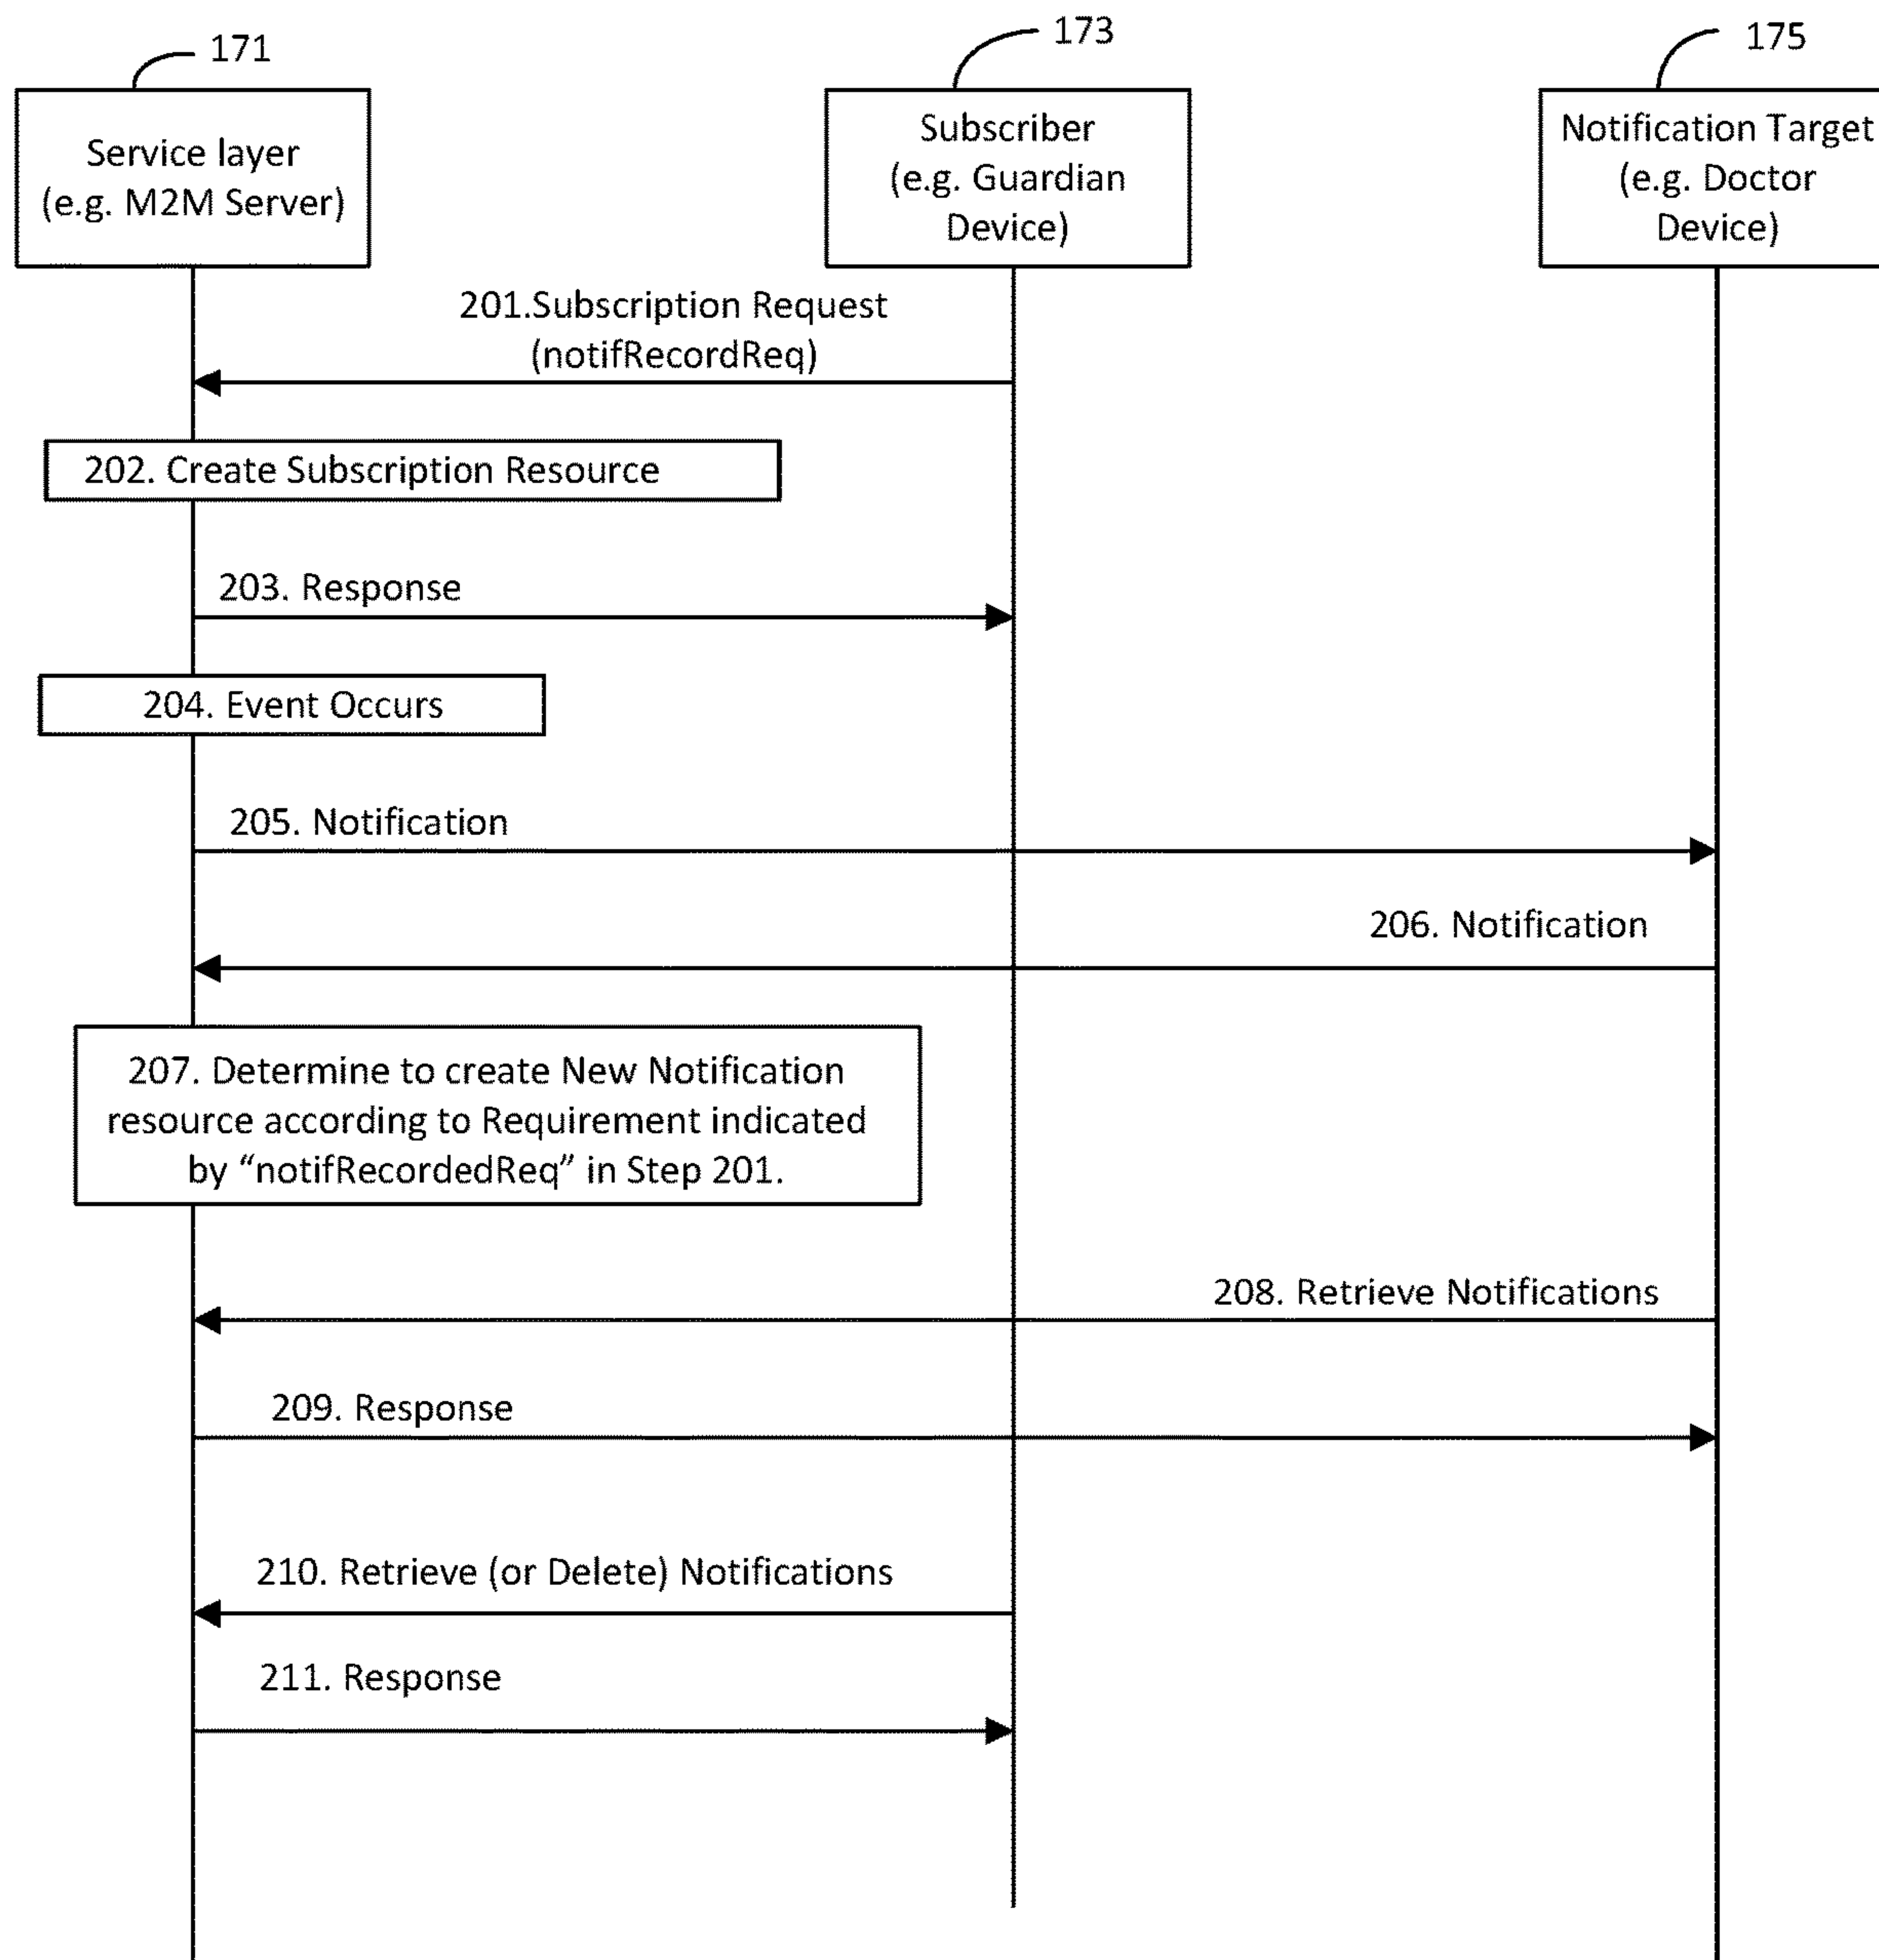 171
173
175
Service layer
(e.g. M2M Server)
Subscriber
(e.g. Guardian
Device)
Notification Target
(e.g. Doctor
Device)
201.Subscription Request
(notifRecordReq)
202. Create Subscription Resource
203. Response
204. Event Occurs
205. Notification
206. Notification
207. Determine to create New Notification
resource according to Requirement indicated
by “notifRecordedReq” in Step 201.
208. Retrieve Notifications
209. Response
210. Retrieve (or Delete) Notifications
211. Response